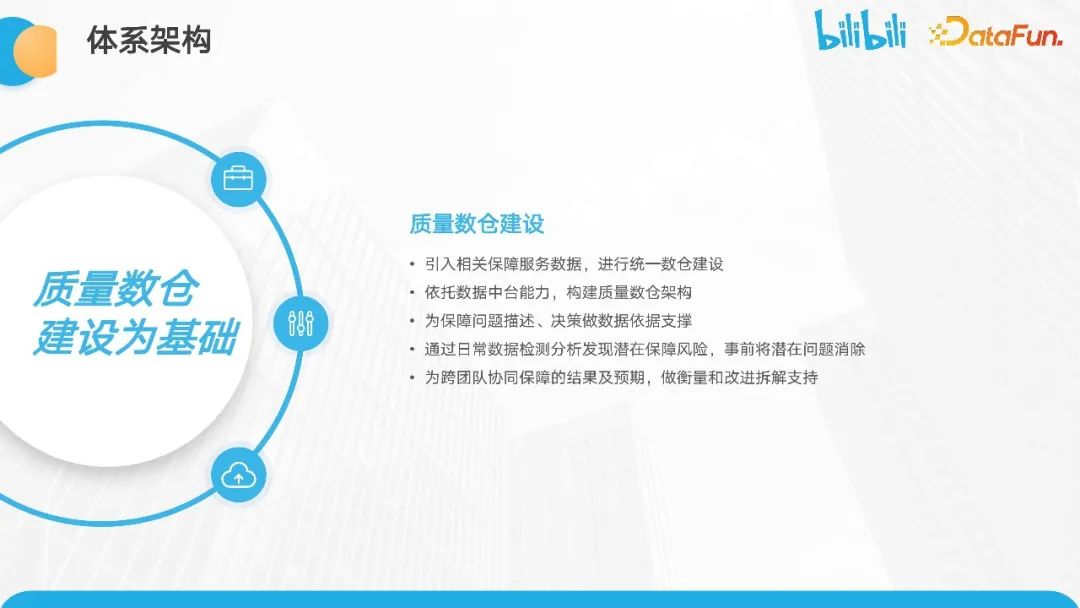 体系架构
bilibili
DataFun.
质量数仓
建设为基础
质量数仓建设
• 引入相关保障服务数据，进行统一数仓建设
• 依托数据中台能力，构建质量数仓架构
• 为保障问题描述、决策做数据依据支撑
• 通过日常数据检测分析发现潜在保障风险，事前将潜在问题消除
• 为跨团队协同保障的结果及预期，做衡量和改进拆解支持